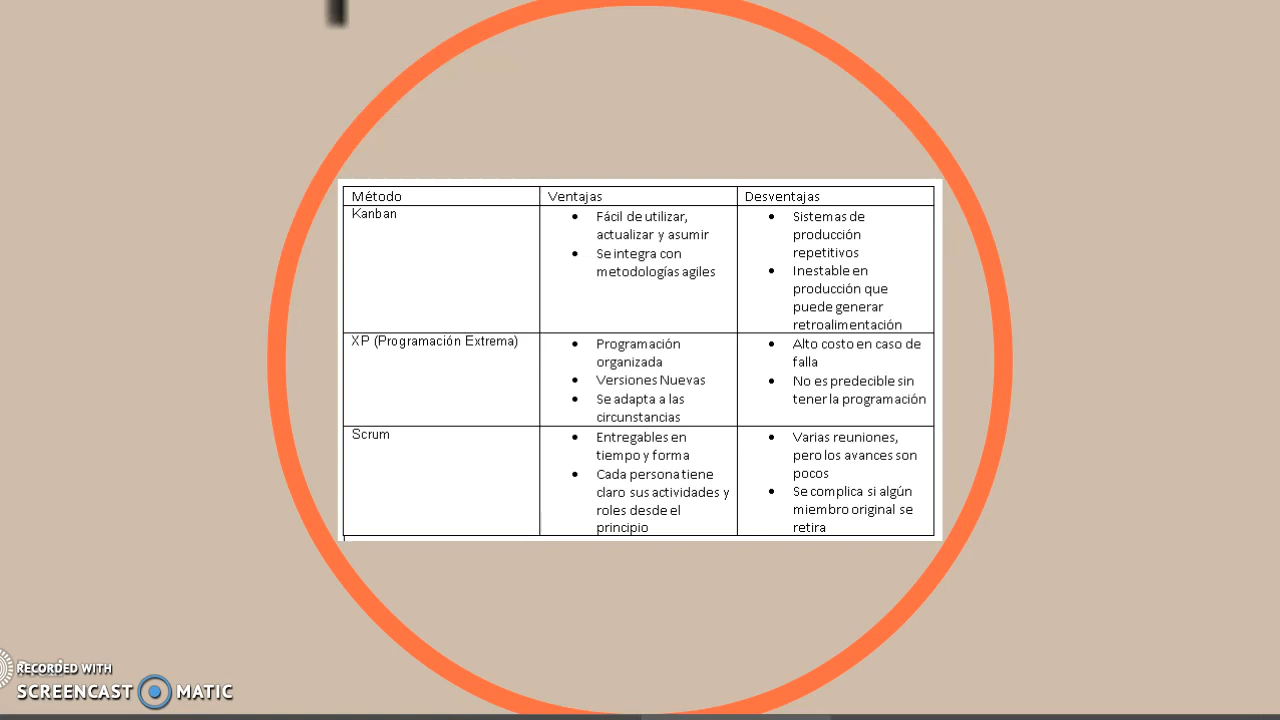 Método Ventajas Desventajas
Kanban
Fácil de utilizar,
actualizar y asumir
Se integra con
metodologías agiles
Sistemas de
producción
repetitivos
Inestable en
producción que
puede generar
retroalimentación
XP (Programación Extrema)
Programación
organizada
Versiones Nuevas
Se adapta a las
circunstancias
Alto costo en caso de
falla
No es predecible sin
tener la programación
Scrum
Entregables en
tiempo y forma
Cada persona tiene
claro sus actividades y
roles desde el
principio
Varias reuniones,
pero los avances son
pocos
Se complica si algún
miembro original se
retira
RECORDED WITH
SCREENCAST MATIC